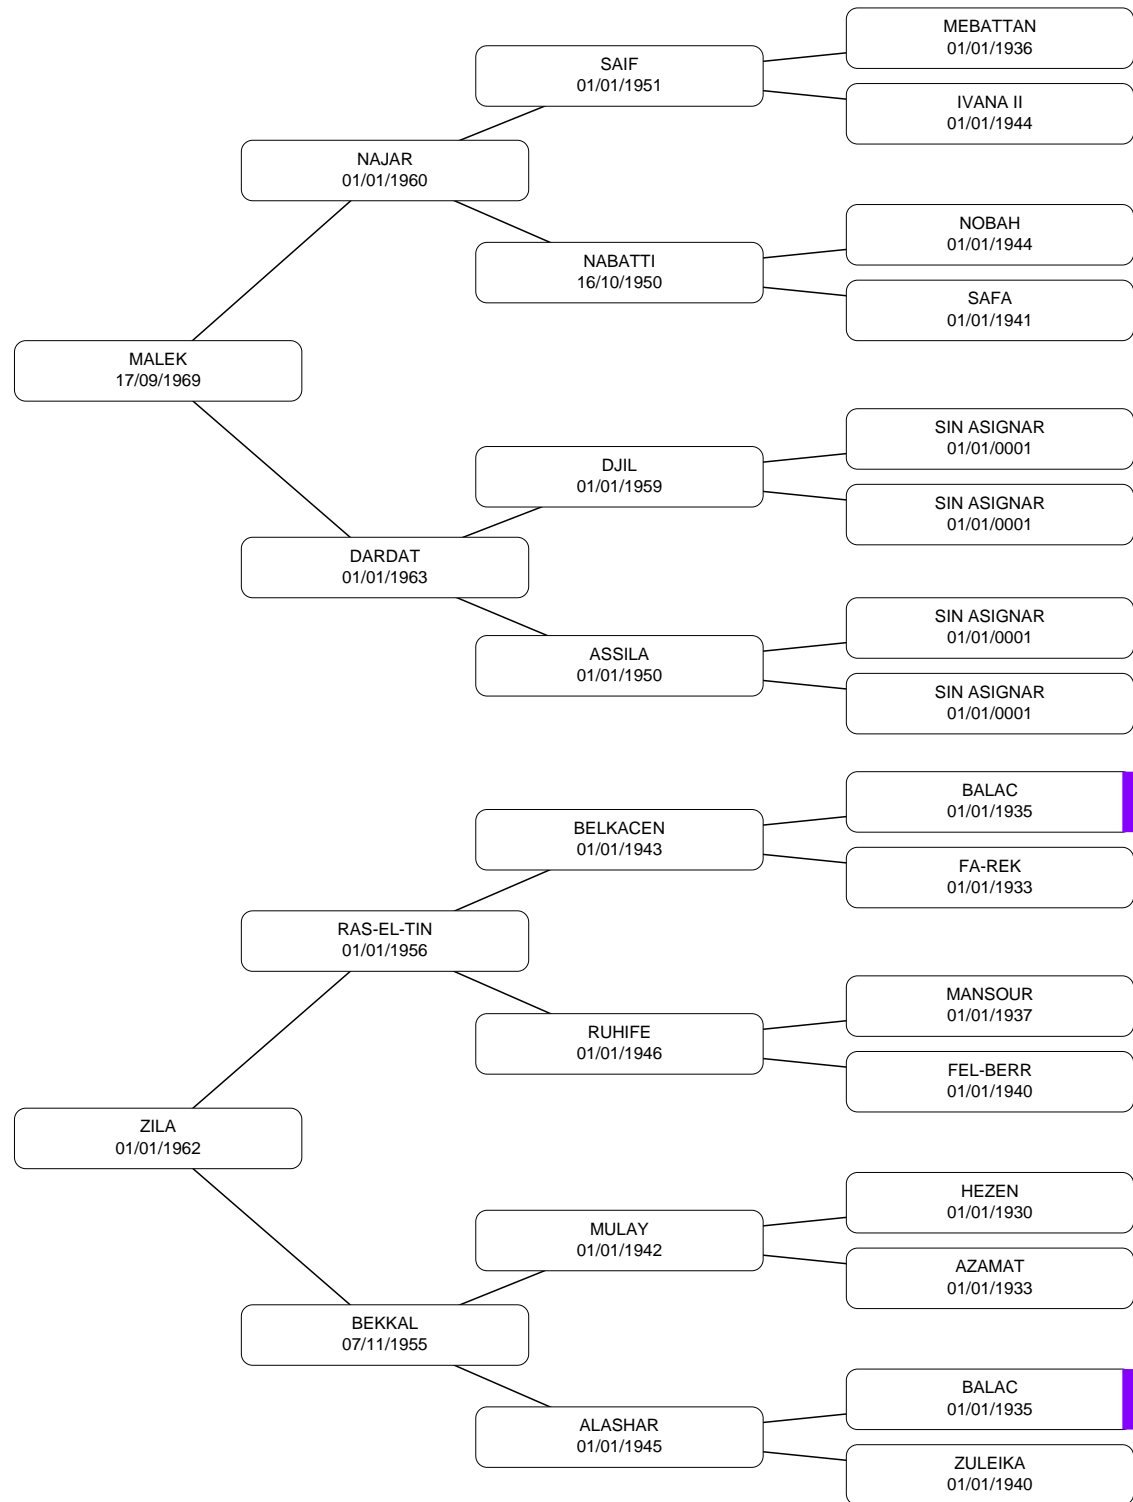 MEBATTAN
01/01/1936
SAIF
01/01/1951
IVANA II
01/01/1944
NAJAR
01/01/1960
NOBAH
01/01/1944
NABATTI
16/10/1950
SAFA
01/01/1941
MALEK
17/09/1969
SIN ASIGNAR
01/01/0001
DJIL
01/01/1959
SIN ASIGNAR
01/01/0001
DARDAT
01/01/1963
SIN ASIGNAR
01/01/0001
ASSILA
01/01/1950
SIN ASIGNAR
01/01/0001
BALAC
01/01/1935
BELKACEN
01/01/1943
FA-REK
01/01/1933
RAS-EL-TIN
01/01/1956
MANSOUR
01/01/1937
RUHIFE
01/01/1946
FEL-BERR
01/01/1940
ZILA
01/01/1962
HEZEN
01/01/1930
MULAY
01/01/1942
AZAMAT
01/01/1933
BEKKAL
07/11/1955
BALAC
01/01/1935
ALASHAR
01/01/1945
ZULEIKA
01/01/1940